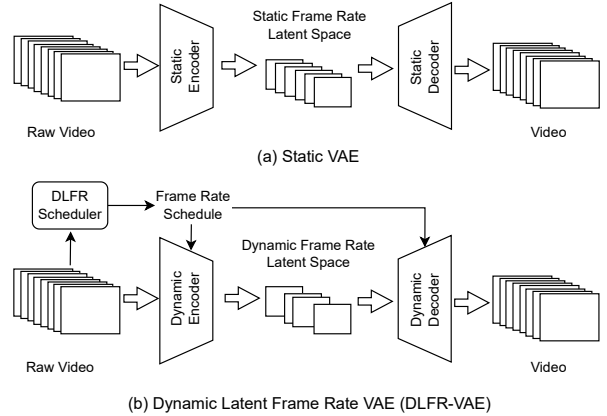 Static Frame Rate
Latent Space
Static
Encoder
Static
Decoder
Raw Video
Video
(a) Static VAE
DLFR
Scheduler
Frame Rate
Schedule
Dynamic Frame Rate
Latent Space
Dynamic
Encoder
Dynamic
Decoder
Raw Video
Video
(b) Dynamic Latent Frame Rate VAE (DLFR-VAE)